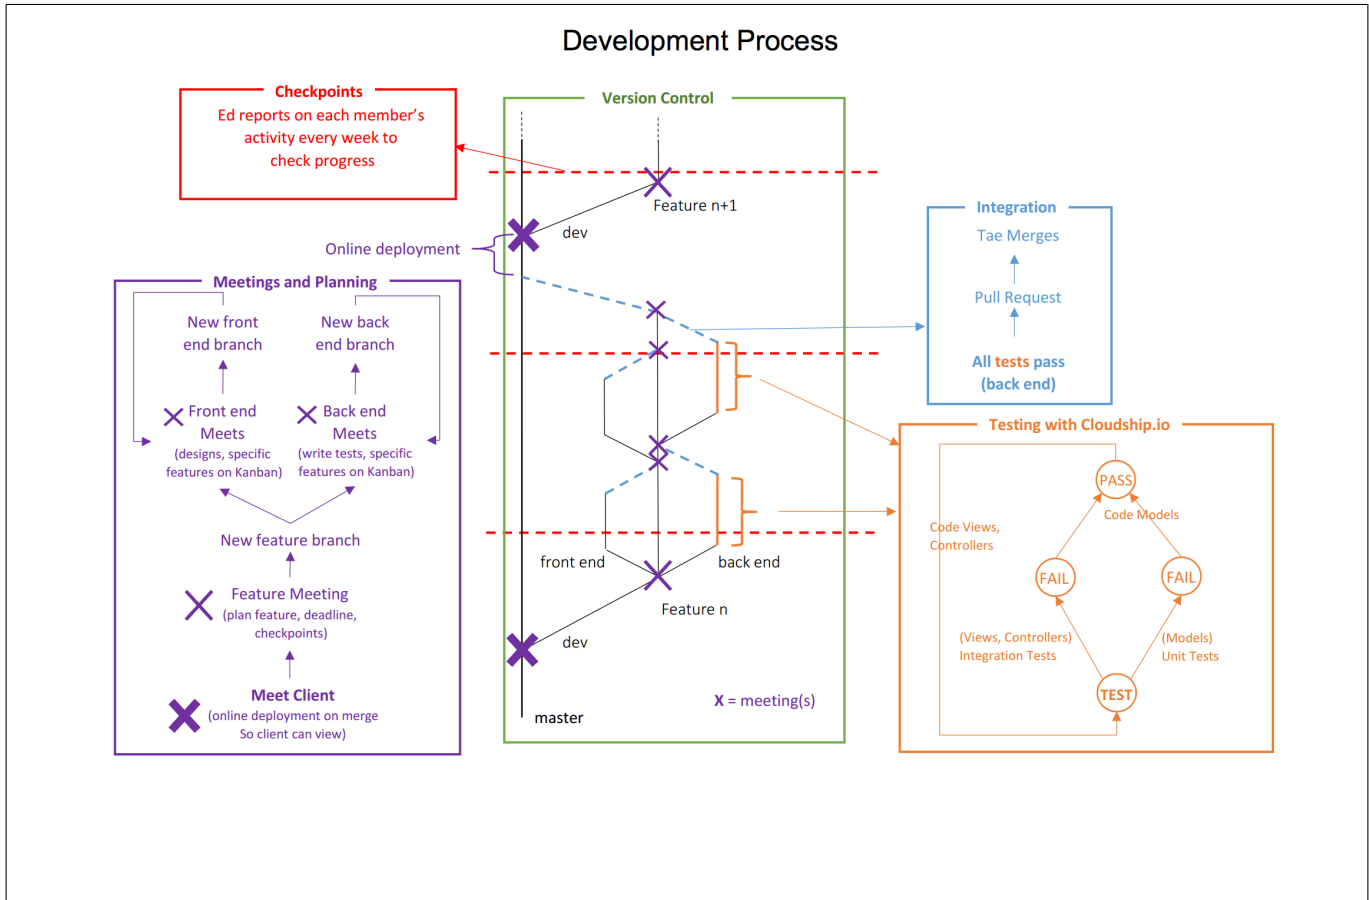 Development Process
Checkpoints
Ed reports on each member's
activity every week to
check progress
Version Control
Feature n+1
dev
Online deployment
front end
back end
Feature n
dev
X = meeting(s)
master
Integration
Tae Merges
Pull Request
All tests pass
(back end)
Meetings and Planning
New front
end branch
New back
end branch
Front end
Meets
(designs, specific
features on Kanban)
Back end
Meets
(write tests, specific
features on Kanban)
New feature branch
Feature Meeting
(plan feature, deadline,
checkpoints)
Meet Client
(online deployment on merge
So client can view)
Testing with Cloudship.io
PASS
Code Models
Code Views,
Controllers
FAIL
FAIL
(Views, Controllers)
Integration Tests
(Models)
Unit Tests
TEST